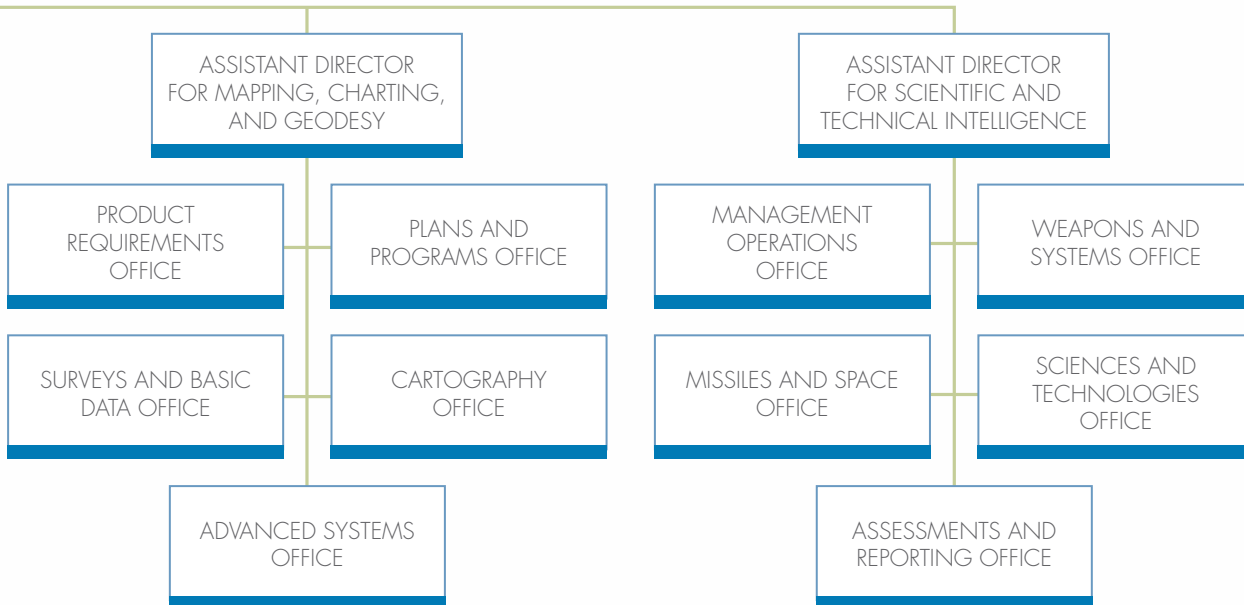 ASSISTANT DIRECTOR
FOR MAPPING, CHARTING,
AND GEODESY
ASSISTANT DIRECTOR
FOR SCIENTIFIC AND
TECHNICAL INTELLIGENCE
PRODUCT
REQUIREMENTS
OFFICE
PLANS AND
PROGRAMS OFFICE
MANAGEMENT
OPERATIONS
OFFICE
WEAPONS AND
SYSTEMS OFFICE
SURVEYS AND BASIC
DATA OFFICE
CARTOGRAPHY
OFFICE
MISSILES AND SPACE
OFFICE
SCIENCES AND
TECHNOLOGIES
OFFICE
ADVANCED SYSTEMS
OFFICE
ASSESSMENTS AND
REPORTING OFFICE